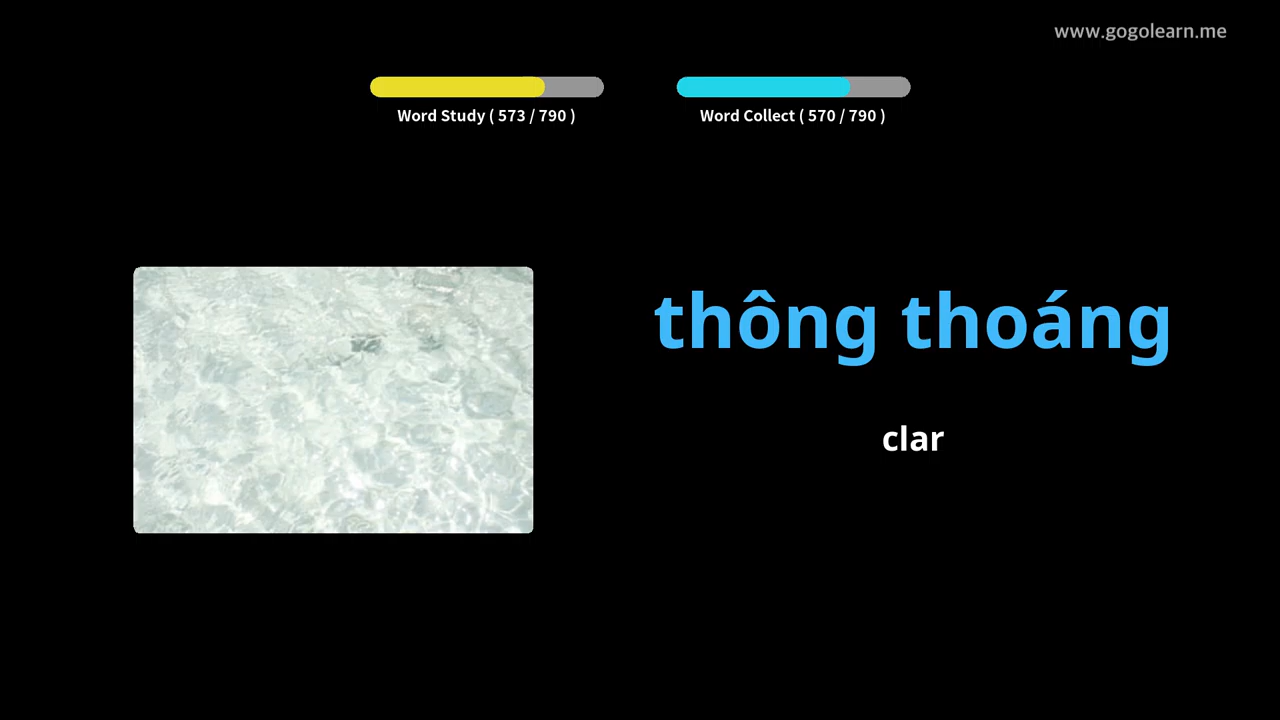 www.gogolearn.me
Word Study ( 573 / 790 )
Word Collect ( 570 / 790 )
thông thoáng
clar